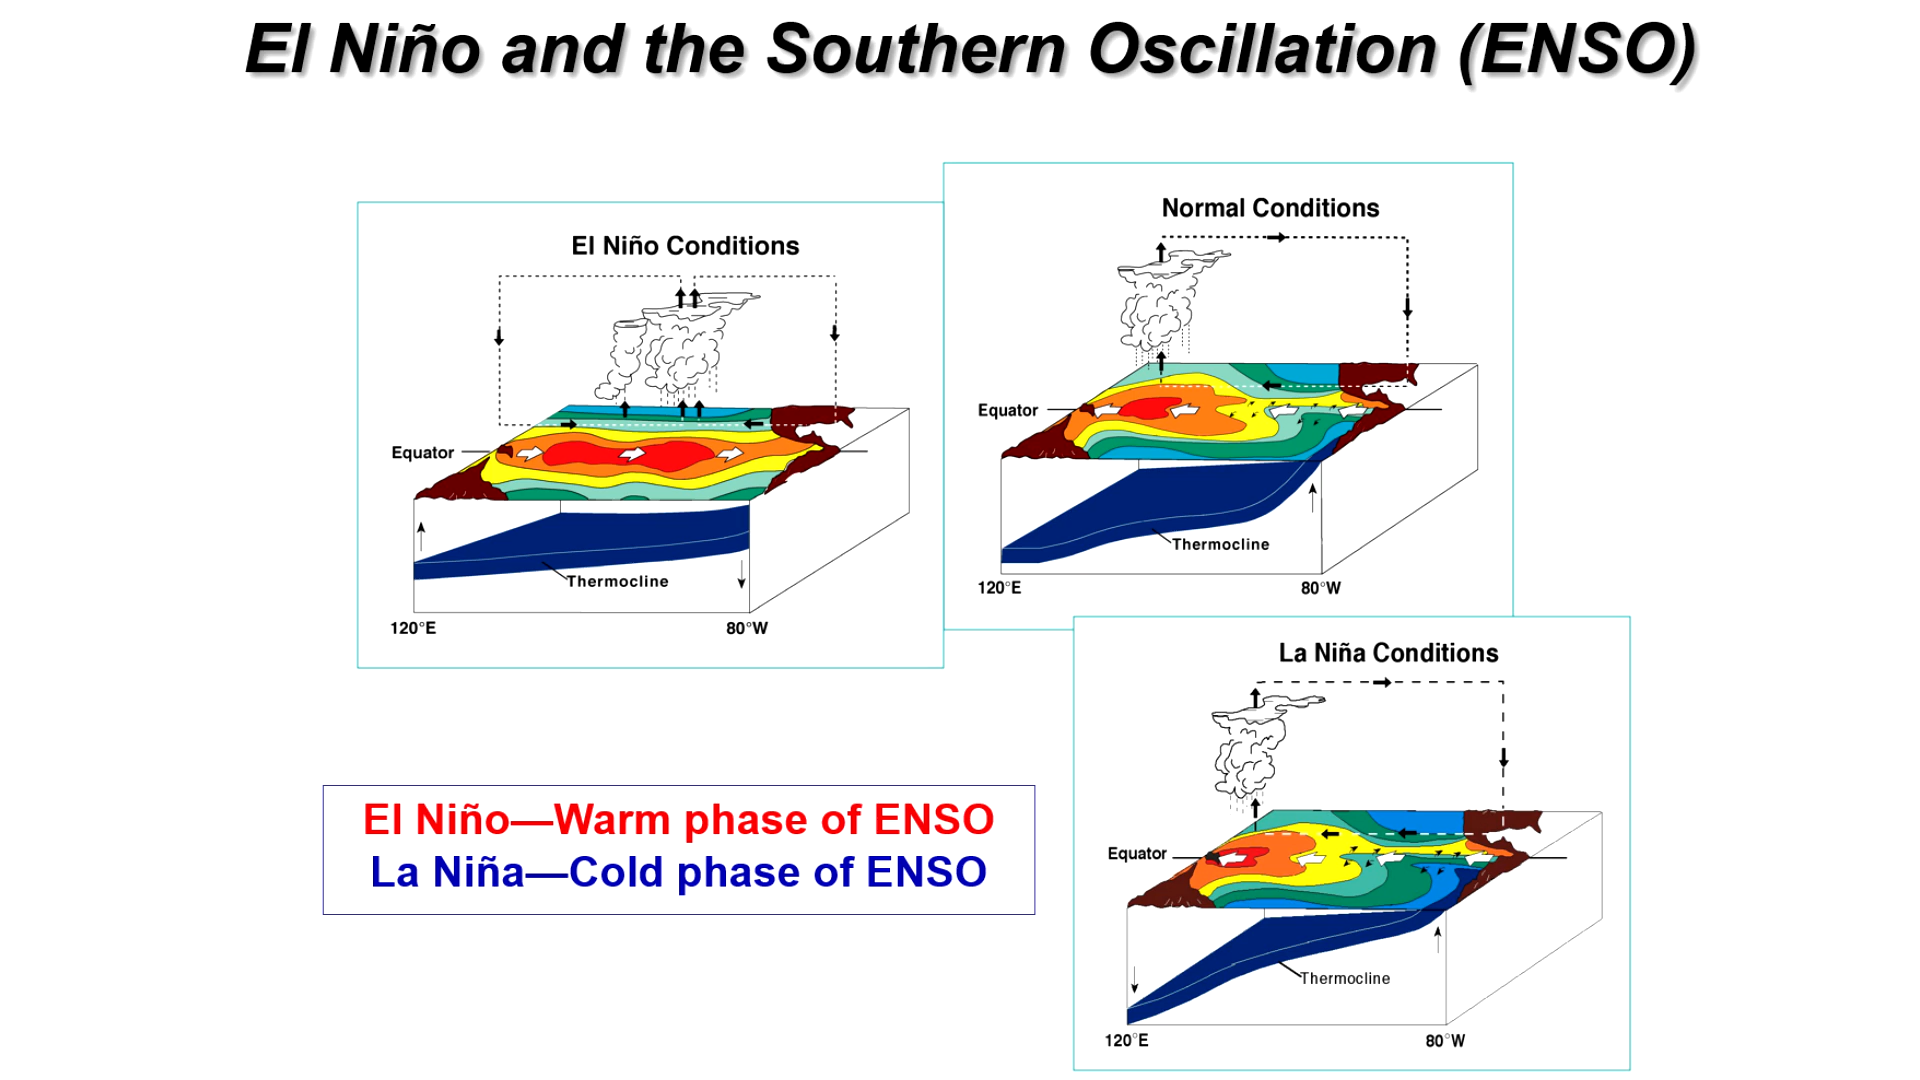 El Niño and the Southern Oscillation (ENSO)
El Niño Conditions
Equator
Thermocline
120°E
80°W
Normal Conditions
Equator
Thermocline
120°E
80°W
La Niña Conditions
Equator
Thermocline
120°E
80°W
El Niño—Warm phase of ENSO
La Niña—Cold phase of ENSO